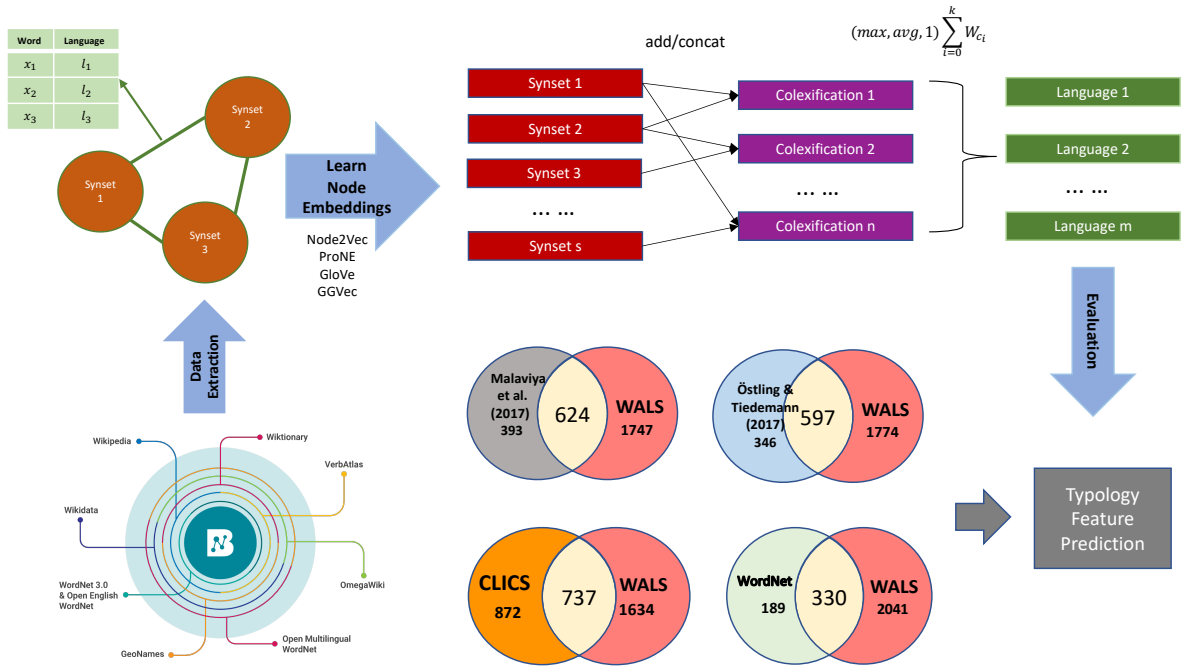 Word Language
x₁ l₁
x₂ l₂
x₃ l₃
Synset
1
Synset
2
Synset
3
Learn
Node
Embeddings
Node2Vec
ProNE
GloVe
GGVec
add/concat
(max, avg, 1) ∑ᵢ₌₀ᵏ W_cᵢ
Synset 1
Synset 2
Synset 3
... ...
Synset s
Colexification 1
Colexification 2
... ...
Colexification n
Language 1
Language 2
... ...
Language m
Evaluation
Data
Extraction
Wikipedia
Wiktionary
VerbAtlas
Wikidata
OmegaWiki
WordNet 3.0
& Open English
WordNet
GeoNames
Open Multilingual
WordNet
B
Malaviya
et al.
(2017)
393
624
WALS
1747
Östling &
Tiedemann
(2017)
346
597
WALS
1774
CLICS
872
737
WALS
1634
WordNet
189
330
WALS
2041
Typology
Feature
Prediction